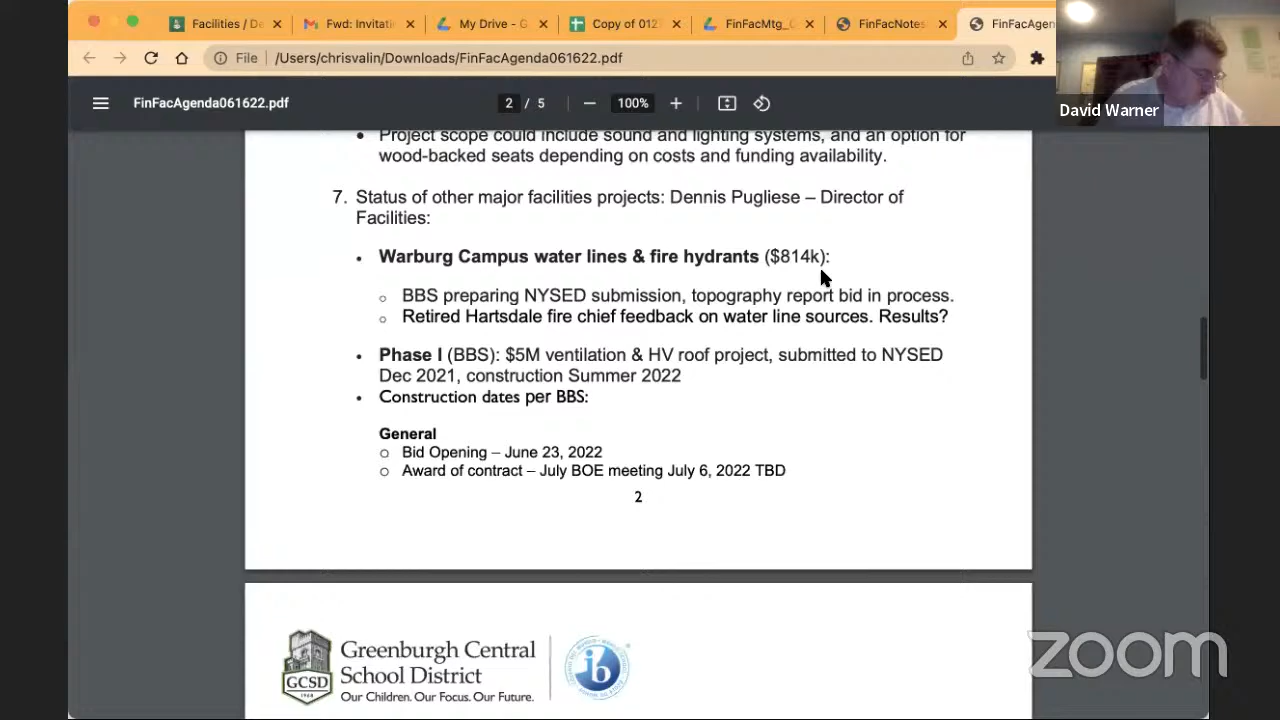 Facilities / De
Fwd: Invitati
My Drive - G
Copy of 012
FinFacMtg_
FinFacNotes
FinFacAgen
File
/Users/chrisvalin/Downloads/FinFacAgenda061622.pdf
David Warner
FinFacAgenda061622.pdf
2 / 5
100%
Project scope could include sound and lighting systems, and an option for
wood-backed seats depending on costs and funding availability.
7. Status of other major facilities projects: Dennis Pugliese – Director of
Facilities:
• Warburg Campus water lines & fire hydrants ($814k):
○ BBS preparing NYSED submission, topography report bid in process.
○ Retired Hartsdale fire chief feedback on water line sources. Results?
• Phase I (BBS): $5M ventilation & HV roof project, submitted to NYSED
Dec 2021, construction Summer 2022
• Construction dates per BBS:
General
○ Bid Opening – June 23, 2022
○ Award of contract – July BOE meeting July 6, 2022 TBD
2
Greenburgh Central
School District
Our Children. Our Focus. Our Future.
GCSD
ib
zoom